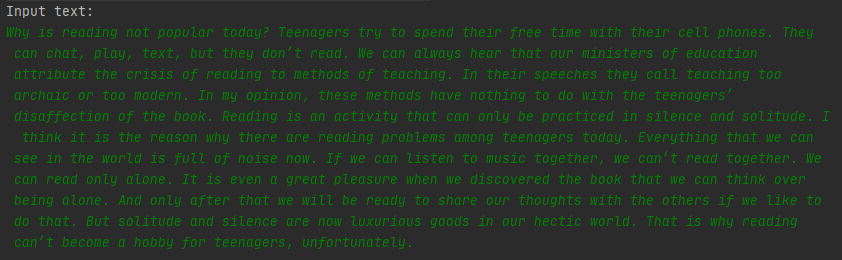 Input text:
Why is reading not popular today? Teenagers try to spend their free time with their cell phones. They
can chat, play, text, but they don’t read. We can always hear that our ministers of education
attribute the crisis of reading to methods of teaching. In their speeches they call teaching too
archaic or too modern. In my opinion, these methods have nothing to do with the teenagers’
disaffection of the book. Reading is an activity that can only be practiced in silence and solitude. I
think it is the reason why there are reading problems among teenagers today. Everything that we can
see in the world is full of noise now. If we can listen to music together, we can’t read together. We
can read only alone. It is even a great pleasure when we discovered the book that we can think over
being alone. And only after that we will be ready to share our thoughts with the others if we like to
do that. But solitude and silence are now luxurious goods in our hectic world. That is why reading
can’t become a hobby for teenagers, unfortunately.